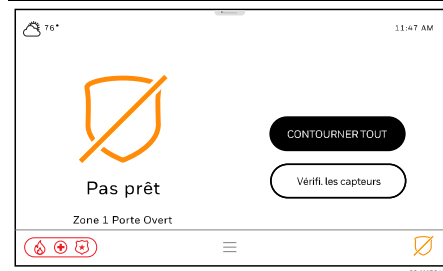 76°
11:47 AM
CONTOURNER TOUT
Vérifi. les capteurs
Pas prêt
Zone 1 Porte Overt